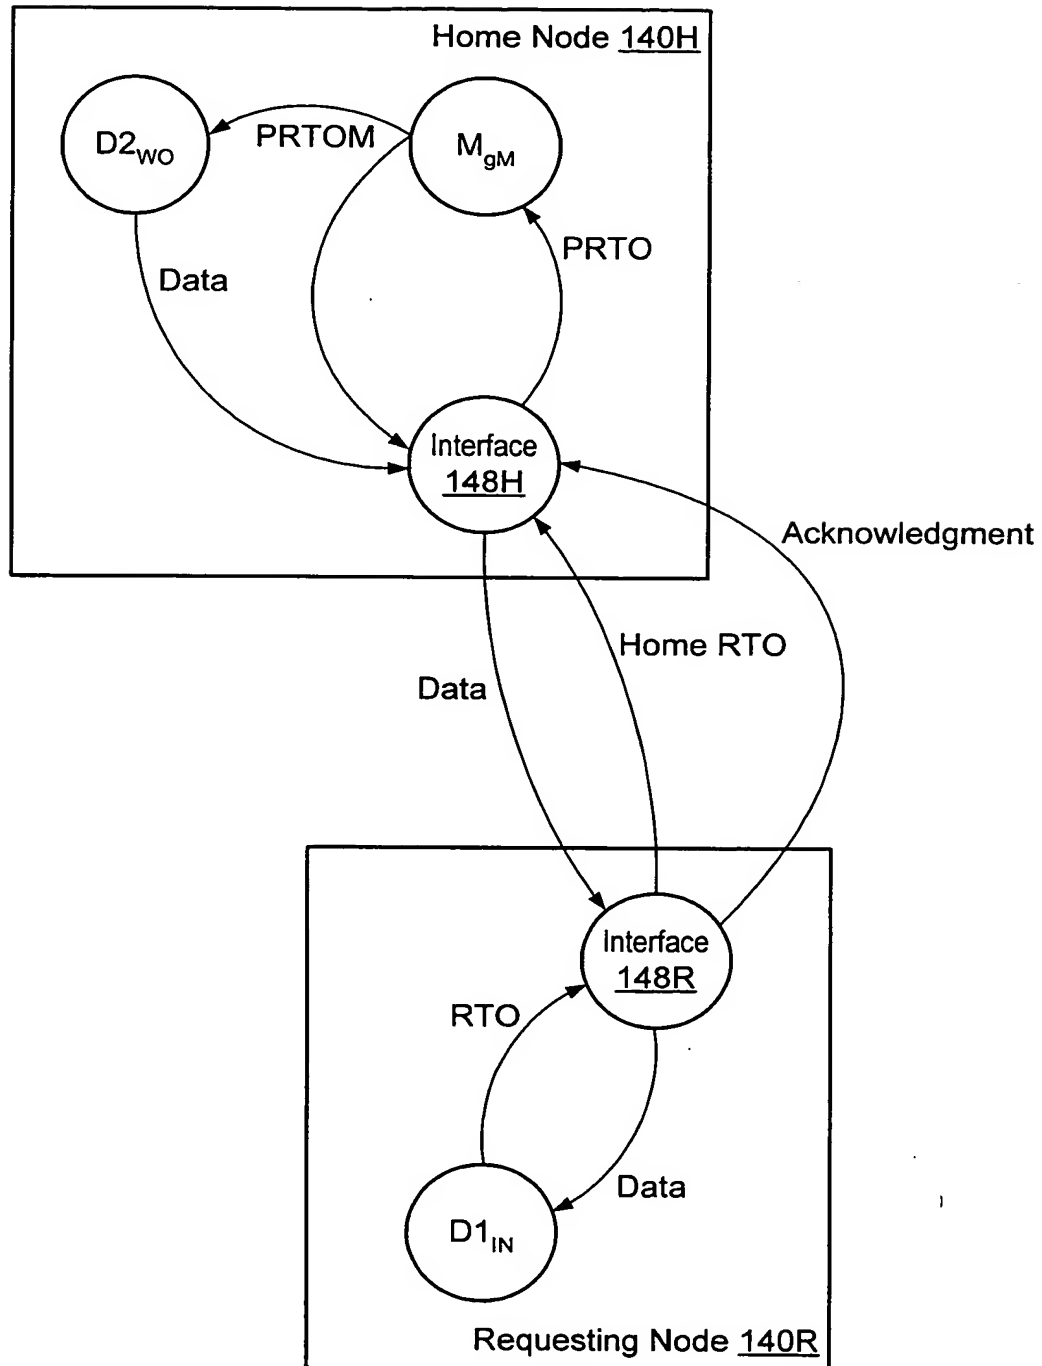 Home Node 140H
D2WO
PRTOM
MgM
PRTO
Data
Interface
148H
Acknowledgment
Home RTO
Data
Interface
148R
RTO
Data
D1IN
Requesting Node 140R